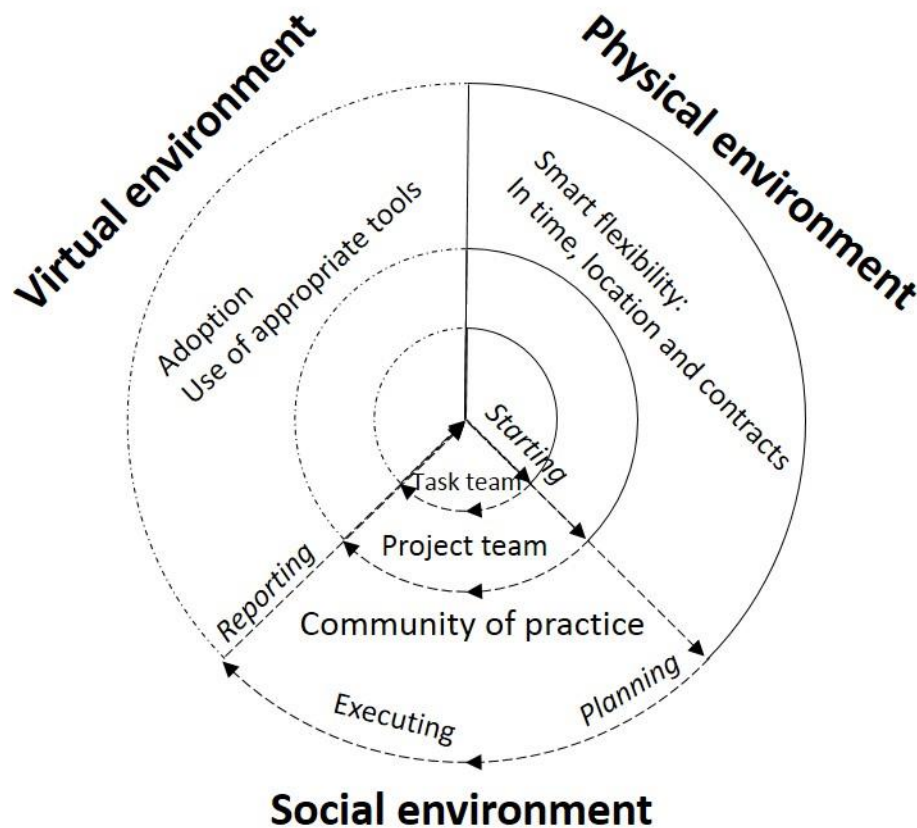 Virtual environment
Physical environment
Adoption
Use of appropriate tools
Smart flexibility:
In time, location and contracts
Starting
Task team
Project team
Reporting
Community of practice
Planning
Executing
Social environment